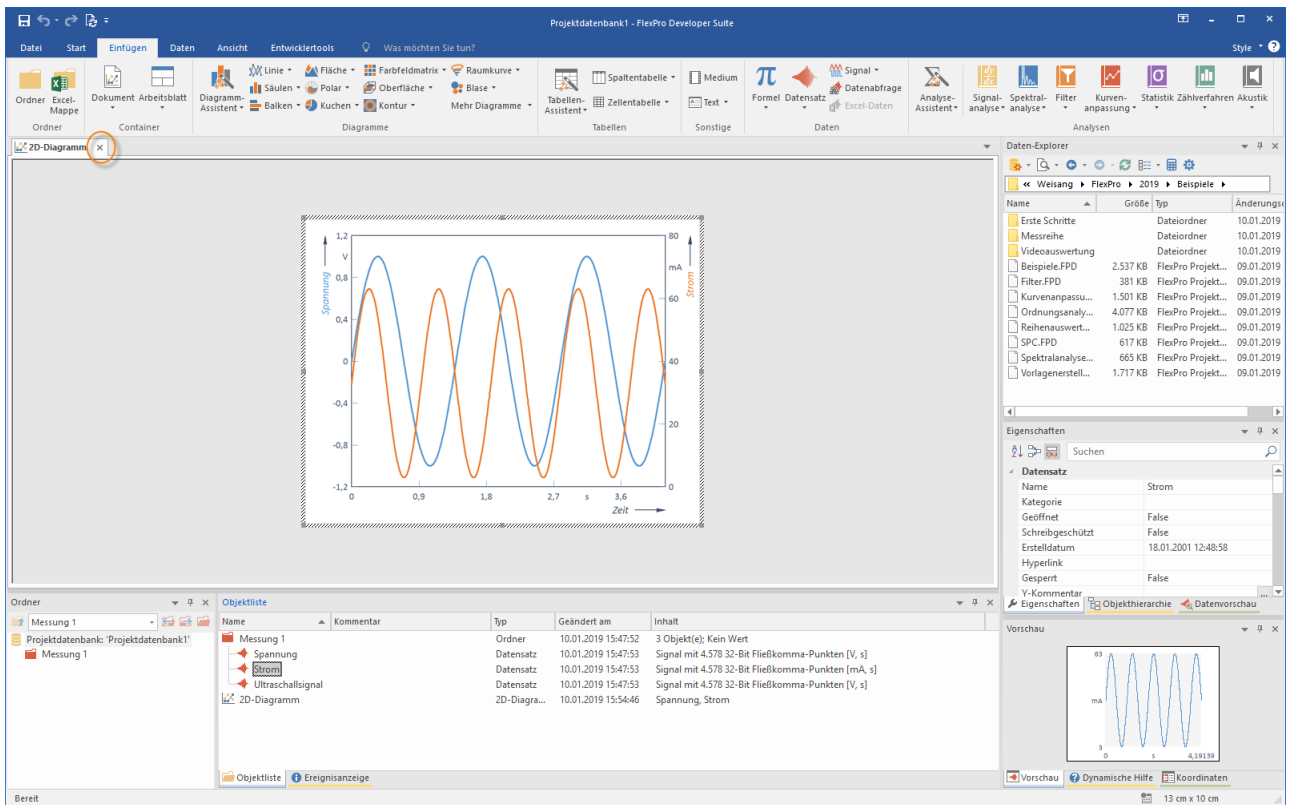 Projektdatenbank1 - FlexPro Developer Suite
Datei Start Einfügen Daten Ansicht Entwicklertools Was möchten Sie tun? Style
Ordner Excel-Mappe
Ordner
Dokument Arbeitsblatt
Container
Diagramm-Assistent
Linie Fläche Farbfeldmatrix Raumkurve
Säulen Polar Oberfläche Blase
Balken Kuchen Kontur Mehr Diagramme
Diagramme
Tabellen-Assistent
Spaltentabelle
Zellentabelle
Tabellen
Medium
Text
Sonstige
Formel Datensatz
Signal
Datenabfrage
Excel-Daten
Daten
Analyse-Assistent
Signal-analyse
Spektral-analyse
Filter
Kurven-anpassung
Statistik
Zählverfahren
Akustik
Analysen
2D-Diagramm
1,2
V
0,8
0,4
0
-0,4
-0,8
-1,2
Spannung
80
mA
60
40
20
0
Strom
0 0,9 1,8 2,7 s 3,6
Zeit
Daten-Explorer
« Weisang FlexPro 2019 Beispiele
Name Größe Typ
Erste Schritte Dateiordner 10.01.2019
Messreihe Dateiordner 10.01.2019
Videoauswertung Dateiordner 10.01.2019
Beispiele.FPD 2.537 KB FlexPro Projekt... 09.01.2019
Filter.FPD 381 KB FlexPro Projekt... 09.01.2019
Kurvenanpassu... 1.501 KB FlexPro Projekt... 09.01.2019
Ordnungsanaly... 4.077 KB FlexPro Projekt... 09.01.2019
Reihenauswert... 1.025 KB FlexPro Projekt... 09.01.2019
SPC.FPD 617 KB FlexPro Projekt... 09.01.2019
Spektralanalyse... 665 KB FlexPro Projekt... 09.01.2019
Vorlagenerstell... 1.717 KB FlexPro Projekt... 09.01.2019
Eigenschaften
Suchen
Datensatz
Name Strom
Kategorie
Geöffnet False
Schreibgeschützt False
Erstelldatum 18.01.2001 12:48:58
Hyperlink
Gesperrt False
Y-Kommentar ...
Eigenschaften Objekthierarchie Datenvorschau
Ordner
Messung 1
Projektdatenbank: 'Projektdatenbank1'
Messung 1
Objektliste
Name Kommentar Typ Geändert am Inhalt
Messung 1 Ordner 10.01.2019 15:47:52 3 Objekt(e); Kein Wert
Spannung Datensatz 10.01.2019 15:47:53 Signal mit 4.578 32-Bit Fließkomma-Punkten [V, s]
Strom Datensatz 10.01.2019 15:47:53 Signal mit 4.578 32-Bit Fließkomma-Punkten [mA, s]
Ultraschallsignal Datensatz 10.01.2019 15:47:53 Signal mit 4.578 32-Bit Fließkomma-Punkten [V, s]
2D-Diagramm 2D-Diagra... 10.01.2019 15:54:46 Spannung, Strom
Objektliste Ereignisanzeige
Vorschau
63
mA
3
0 s 4,19139
Vorschau Dynamische Hilfe Koordinaten
Bereit
13 cm x 10 cm